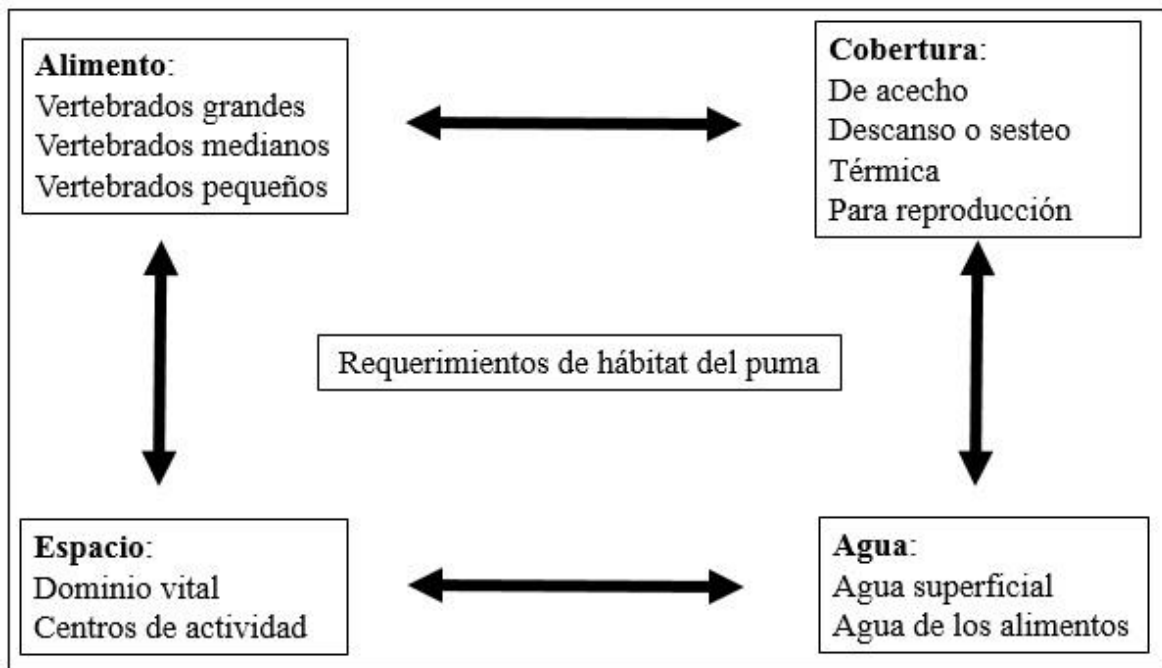 Alimento:
Vertebrados grandes
Vertebrados medianos
Vertebrados pequeños
Cobertura:
De acecho
Descanso o sesteo
Térmica
Para reproducción
Requerimientos de hábitat del puma
Espacio:
Dominio vital
Centros de actividad
Agua:
Agua superficial
Agua de los alimentos